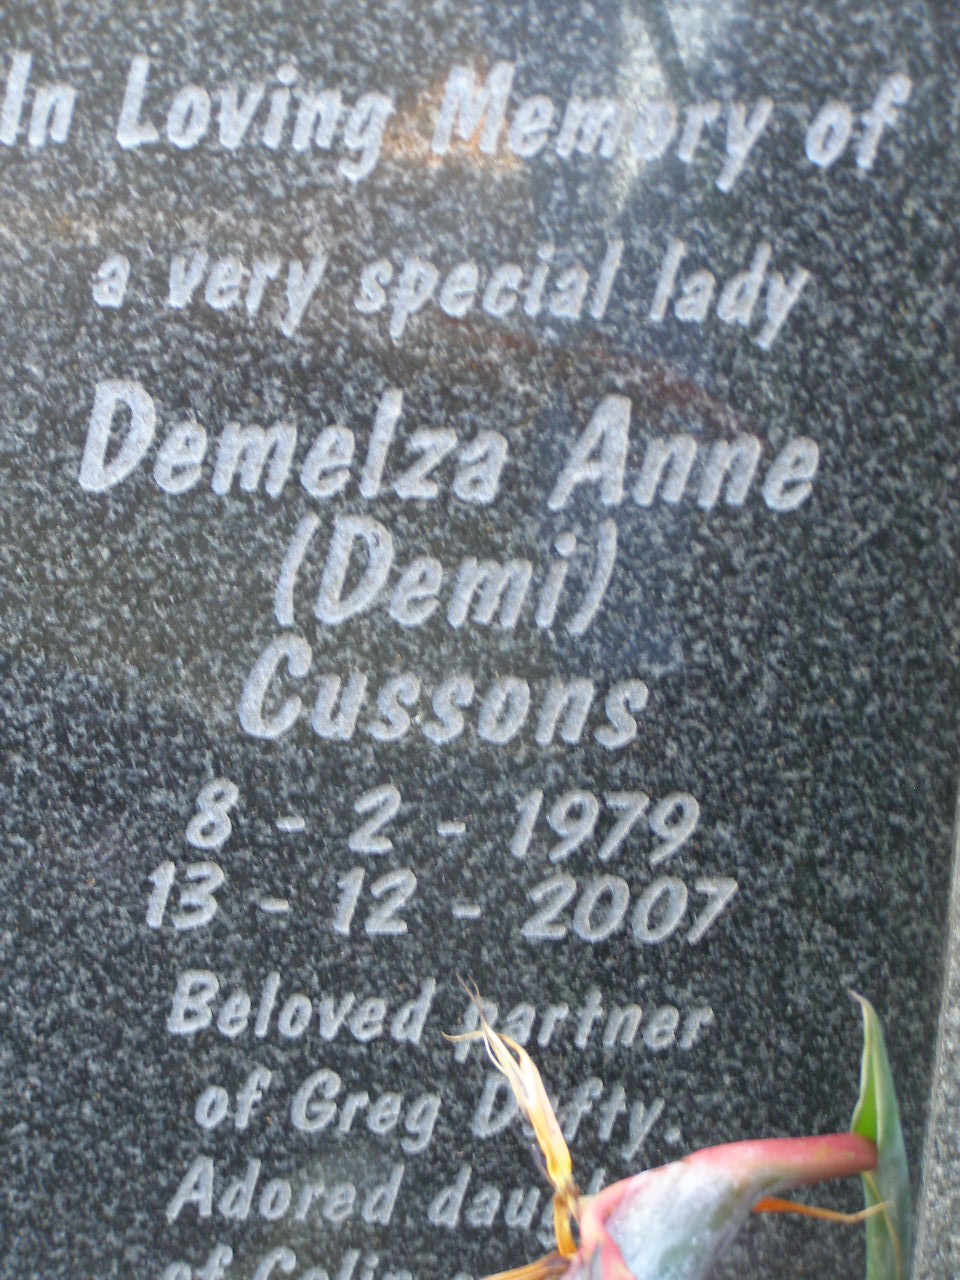 In Loving Memory of
a very special lady
Demelza Anne
(Demi)
Cussons
8 - 2 - 1979
13 - 12 - 2007
Beloved partner
of Greg
Adored
of